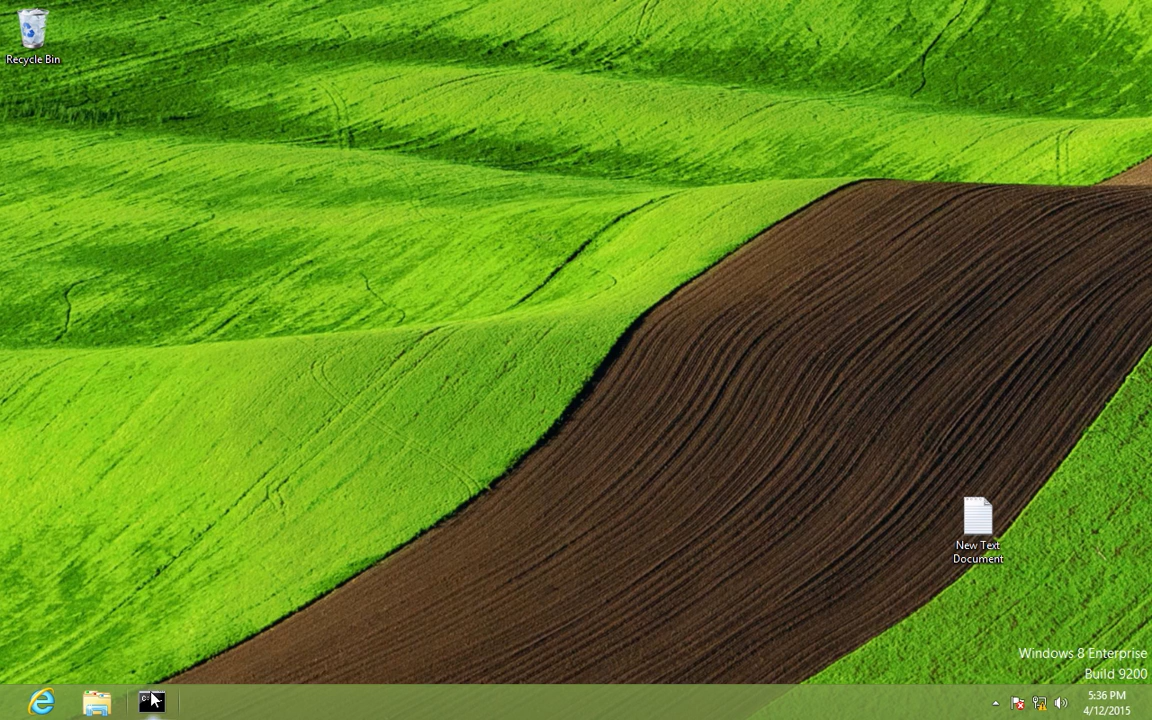 Recycle Bin
New Text
Document
Windows 8 Enterprise
Build 9200
5:36 PM
4/12/2015